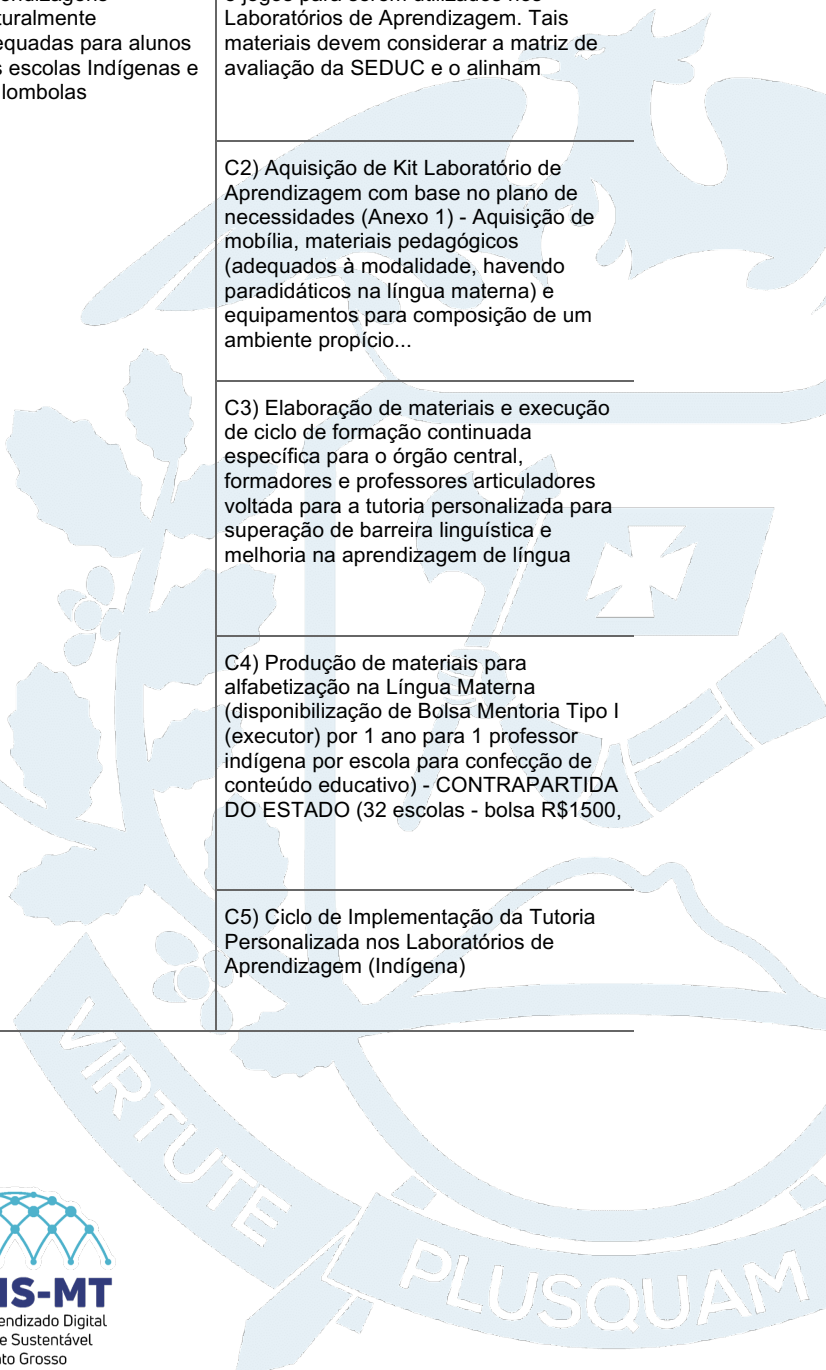 turalmente
equadas para alunos
s escolas Indígenas e
lombolas
Laboratórios de Aprendizagem. Tais
materiais devem considerar a matriz de
avaliação da SEDUC e o alinham
C2) Aquisição de Kit Laboratório de
Aprendizagem com base no plano de
necessidades (Anexo 1) - Aquisição de
mobília, materiais pedagógicos
(adequados à modalidade, havendo
paradidáticos na língua materna) e
equipamentos para composição de um
ambiente propício...
C3) Elaboração de materiais e execução
de ciclo de formação continuada
específica para o órgão central,
formadores e professores articuladores
voltada para a tutoria personalizada para
superação de barreira linguística e
melhoria na aprendizagem de língua
C4) Produção de materiais para
alfabetização na Língua Materna
(disponibilização de Bolsa Mentoria Tipo I
(executor) por 1 ano para 1 professor
indígena por escola para confecção de
conteúdo educativo) - CONTRAPARTIDA
DO ESTADO (32 escolas - bolsa R$1500,
C5) Ciclo de Implementação da Tutoria
Personalizada nos Laboratórios de
Aprendizagem (Indígena)
VIRTUTE
PLUSQUAM
IS-MT
endizado Digital
e Sustentável
to Grosso